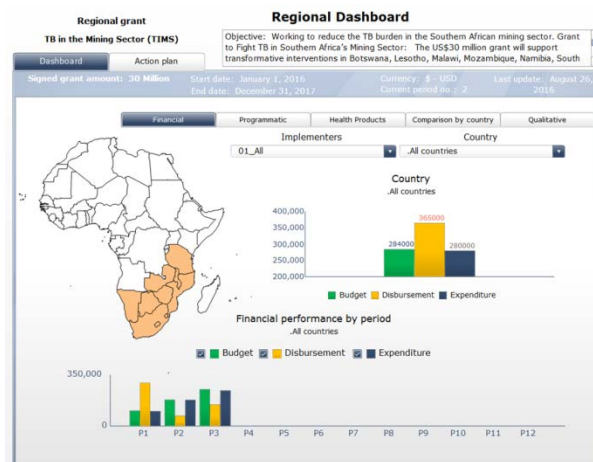 Regional grant
TB in the Mining Sector (TIMS)
Regional Dashboard
Objective: Working to reduce the TB burden in the Southern African mining sector. Grant
to Fight TB in Southern Africa's Mining Sector: The US$30 million grant will support
transformative interventions in Botswana, Lesotho, Malawi, Mozambique, Namibia, South
Dashboard
Action plan
Signed grant amount: 30 Million
Start date: January 1, 2016
End date: December 31, 2017
Currency: $ - USD
Current period no.: 2
Last update: August 26,
2016
Financial
Programmatic
Health Products
Comparison by country
Qualitative
Implementers
Country
01_All
.All countries
Country
.All countries
400,000
350,000
300,000
250,000
200,000
284000
365000
280000
Budget Disbursement Expenditure
Financial performance by period
.All countries
Budget Disbursement Expenditure
350,000
0
P1 P2 P3 P4 P5 P6 P7 P8 P9 P10 P11 P12